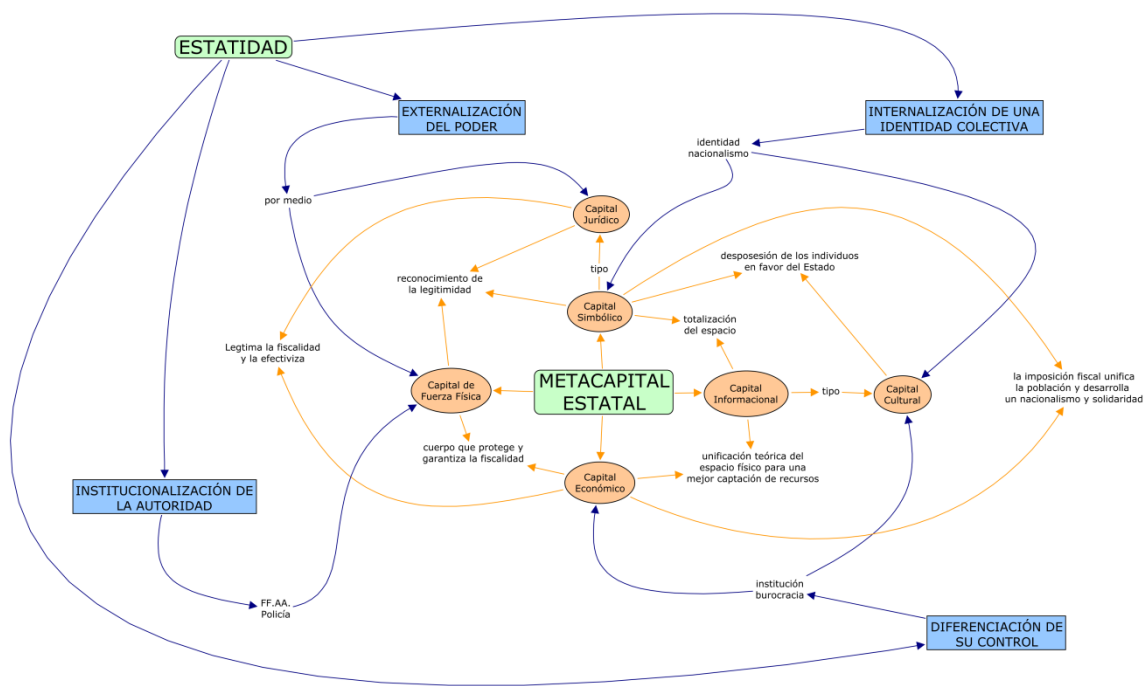 ESTATIDAD
EXTERNALIZACIÓN
DEL PODER
INTERNALIZACIÓN DE UNA
IDENTIDAD COLECTIVA
identidad
nacionalismo
por medio
Capital
Jurídico
tipo
reconocimiento de
la legitimidad
desposesión de los individuos
en favor del Estado
Capital
Simbólico
totalización
del espacio
Legtima la fiscalidad
y la efectiviza
Capital de
Fuerza Física
METACAPITAL
ESTATAL
Capital
Informacional
tipo
Capital
Cultural
la imposición fiscal unifica
la población y desarrolla
un nacionalismo y solidaridad
cuerpo que protege y
garantiza la fiscalidad
unificación teórica del
espacio físico para una
mejor captación de recursos
Capital
Económico
INSTITUCIONALIZACIÓN DE
LA AUTORIDAD
FF.AA.
Policía
institución
burocracia
DIFERENCIACIÓN DE
SU CONTROL